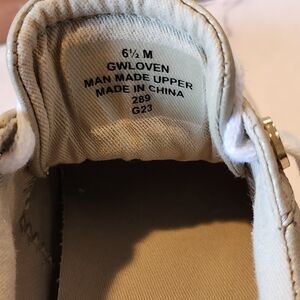 6½ M
GWLOVEN
MAN MADE UPPER
MADE IN CHINA
289
G23